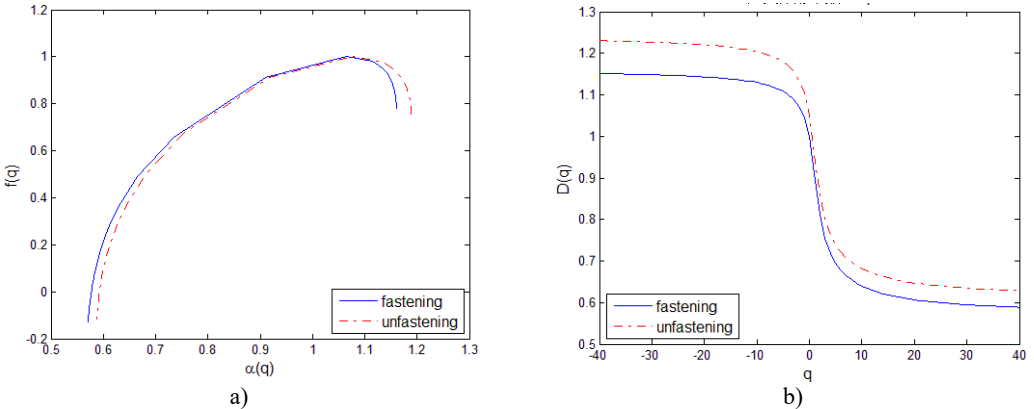 1.2
1
0.8
0.6
0.4
0.2
0
-0.2
f(q)
0.5 0.6 0.7 0.8 0.9 1 1.1 1.2 1.3
α(q)
fastening
unfastening
a)
1.3
1.2
1.1
1
0.9
0.8
0.7
0.6
0.5
D(q)
-40 -30 -20 -10 0 10 20 30 40
q
fastening
unfastening
b)